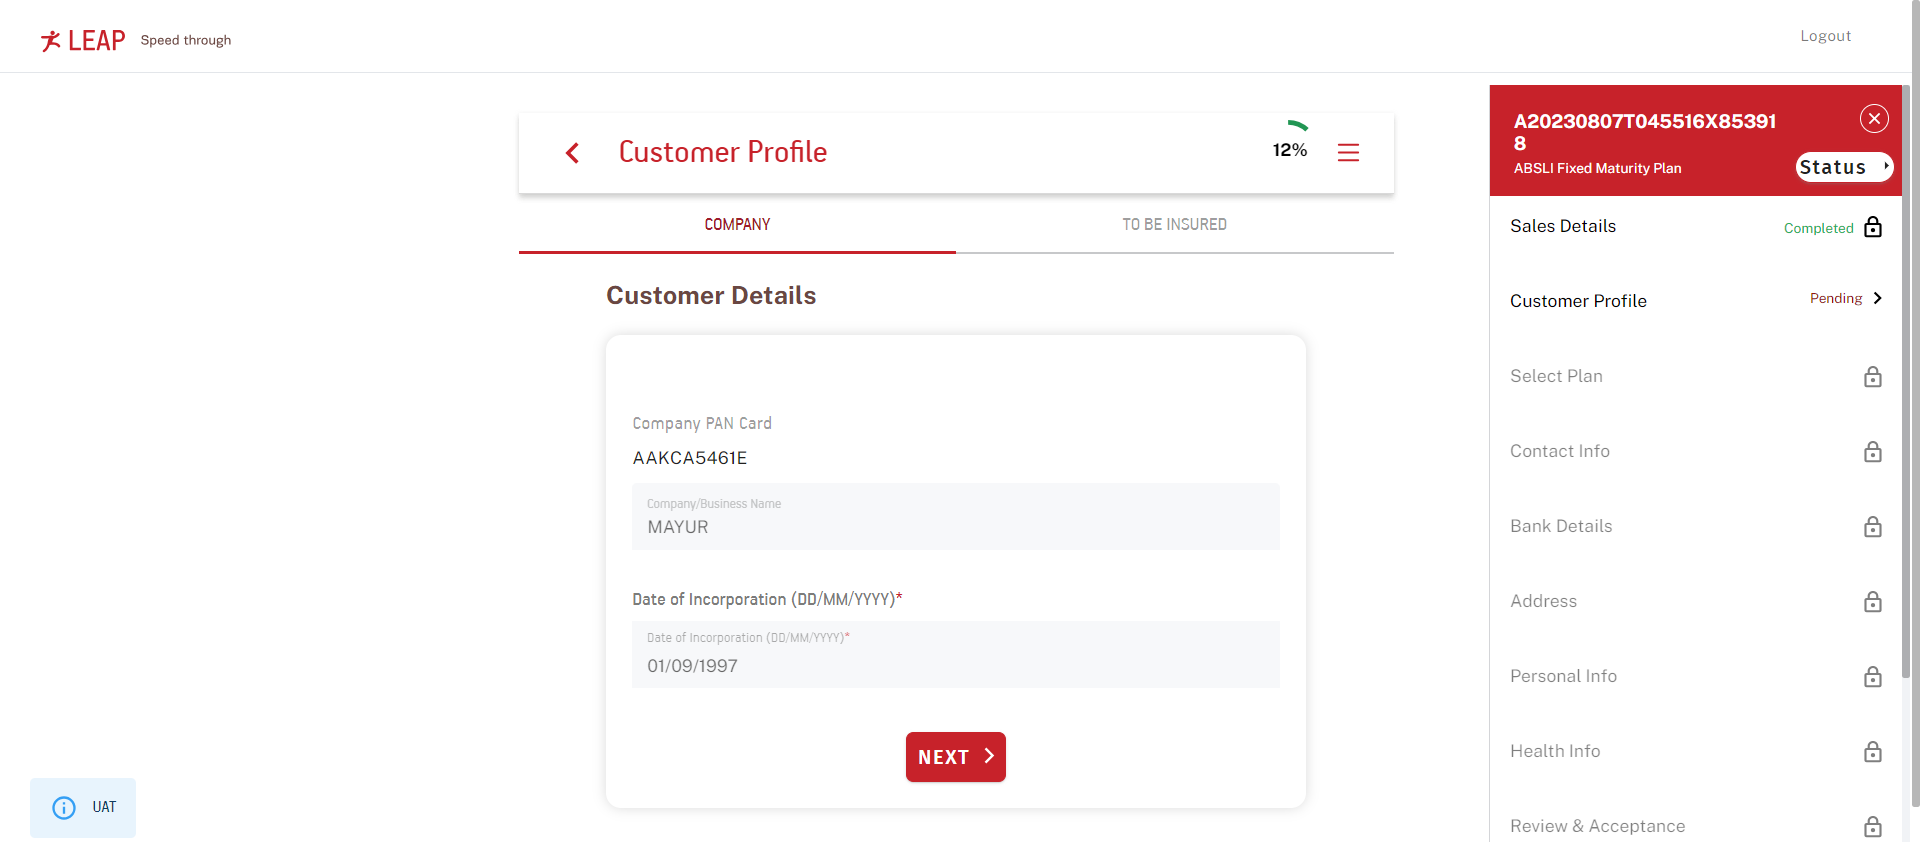 LEAP Speed through
Logout
Customer Profile
12%
COMPANY
TO BE INSURED
Customer Details
Company PAN Card
AAKCA5461E
Company/Business Name
MAYUR
Date of Incorporation (DD/MM/YYYY)*
Date of Incorporation (DD/MM/YYYY)*
01/09/1997
NEXT
UAT
A20230807T045516X85391
8
ABSLI Fixed Maturity Plan
Status
Sales Details Completed
Customer Profile Pending
Select Plan
Contact Info
Bank Details
Address
Personal Info
Health Info
Review & Acceptance